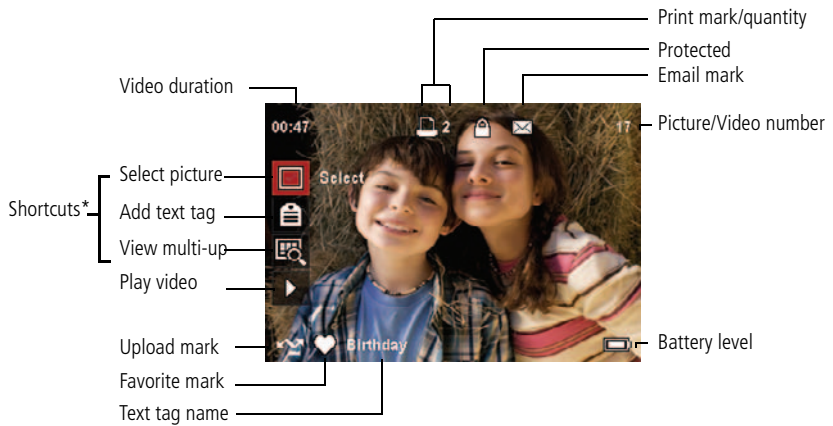 Print mark/quantity
Protected
Email mark
Video duration
00:47
2
17
Picture/Video number
Select picture
Select
Shortcuts*
Add text tag
View multi-up
Play video
Upload mark
Birthday
Battery level
Favorite mark
Text tag name